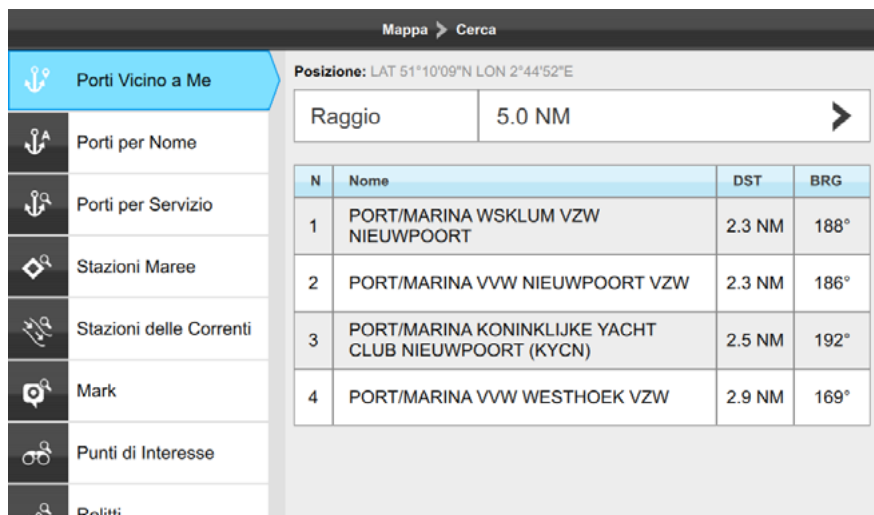 Mappa > Cerca
Porti Vicino a Me
Porti per Nome
Porti per Servizio
Stazioni Maree
Stazioni delle Correnti
Mark
Punti di Interesse
Relitti
Posizione: LAT 51°10'09"N LON 2°44'52"E
Raggio 5.0 NM
N Nome DST BRG
1 PORT/MARINA WSKLUM VZW
NIEUWPOORT 2.3 NM 188°
2 PORT/MARINA VVW NIEUWPOORT VZW 2.3 NM 186°
3 PORT/MARINA KONINKLIJKE YACHT
CLUB NIEUWPOORT (KYCN) 2.5 NM 192°
4 PORT/MARINA VVW WESTHOEK VZW 2.9 NM 169°